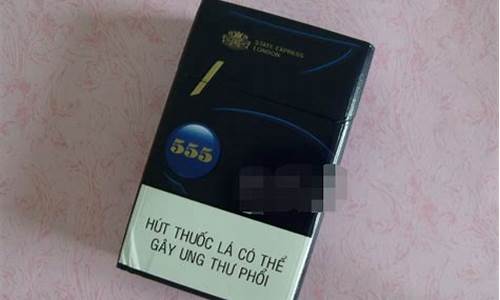 STATE EXPRESS
LONDON
555
HÚT THUỐC LÁ CÓ THỂ
GÂY UNG THƯ PHỔI